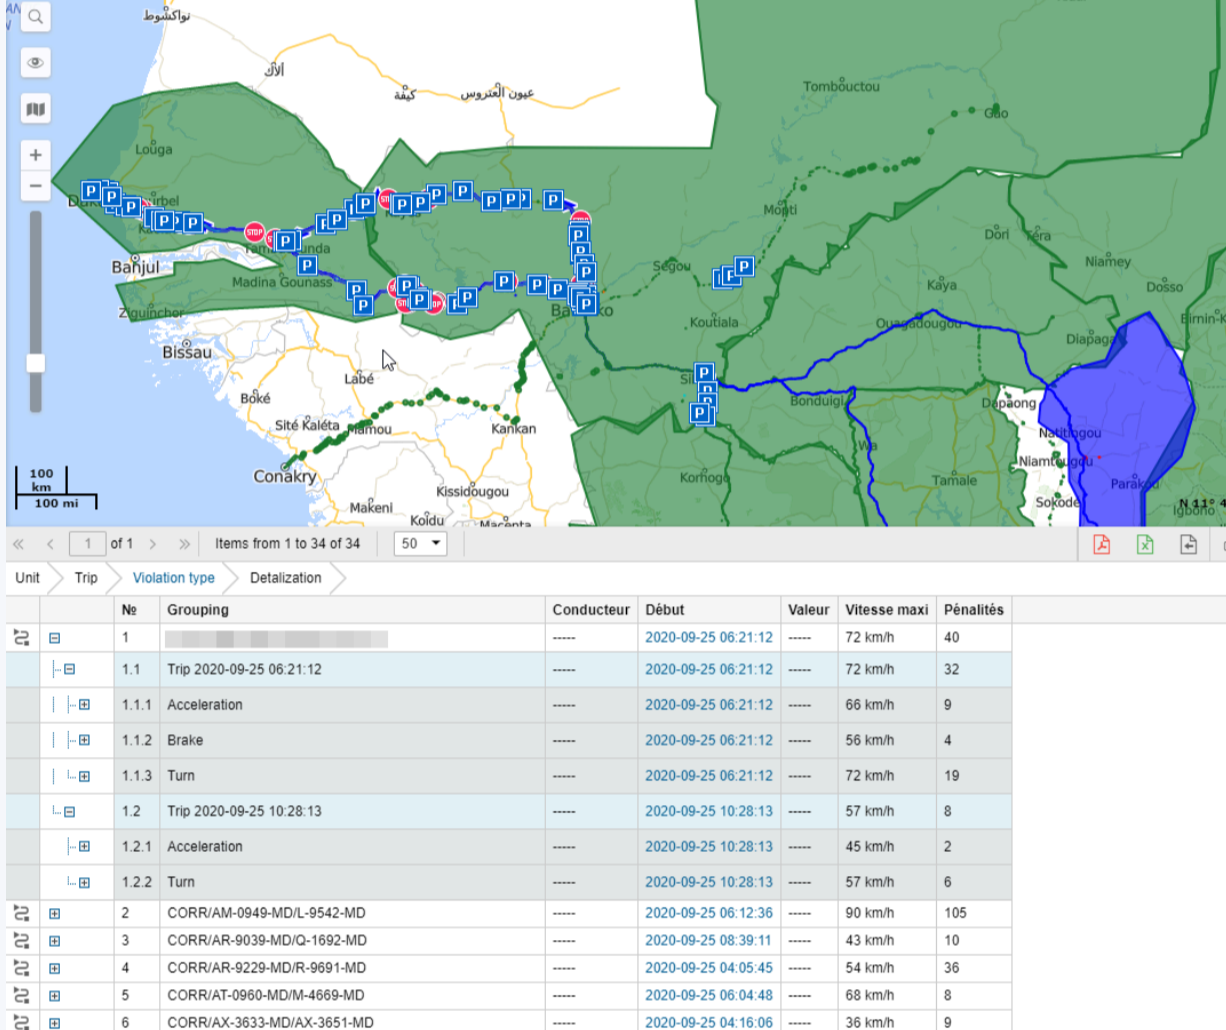 نواكشوط
ألاك
كيفة
عيون العتروس
Tombouctou
Gao
Louga
Mopti
Dori
Téra
Niamey
Dosso
Banjul
Madina Gounass
Ségou
Kaya
Ziguinchor
Koutiala
Ouagadougou
Diapaga
Bissau
Labé
Boké
Bonduigi
Dapaong
Sité Kaléta
Mamou
Kankan
Natitingou
Wa
Niamtougou
Conakry
Korhogo
Tamale
Kissidougou
Sokodé
Makeni
Koidu
Macenta
100
km
100 mi
N 11° 4
Igboho
1 of 1 Items from 1 to 34 of 34 50
Unit Trip Violation type Detalization
№ Grouping Conducteur Début Valeur Vitesse maxi Pénalités
1 ----- 2020-09-25 06:21:12 ----- 72 km/h 40
1.1 Trip 2020-09-25 06:21:12 ----- 2020-09-25 06:21:12 ----- 72 km/h 32
1.1.1 Acceleration ----- 2020-09-25 06:21:12 ----- 66 km/h 9
1.1.2 Brake ----- 2020-09-25 06:21:12 ----- 56 km/h 4
1.1.3 Turn ----- 2020-09-25 06:21:12 ----- 72 km/h 19
1.2 Trip 2020-09-25 10:28:13 ----- 2020-09-25 10:28:13 ----- 57 km/h 8
1.2.1 Acceleration ----- 2020-09-25 10:28:13 ----- 45 km/h 2
1.2.2 Turn ----- 2020-09-25 10:28:13 ----- 57 km/h 6
2 CORR/AM-0949-MD/L-9542-MD ----- 2020-09-25 06:12:36 ----- 90 km/h 105
3 CORR/AR-9039-MD/Q-1692-MD ----- 2020-09-25 08:39:11 ----- 43 km/h 10
4 CORR/AR-9229-MD/R-9691-MD ----- 2020-09-25 04:05:45 ----- 54 km/h 36
5 CORR/AT-0960-MD/M-4669-MD ----- 2020-09-25 06:04:48 ----- 68 km/h 8
6 CORR/AX-3633-MD/AX-3651-MD ----- 2020-09-25 04:16:06 ----- 36 km/h 9